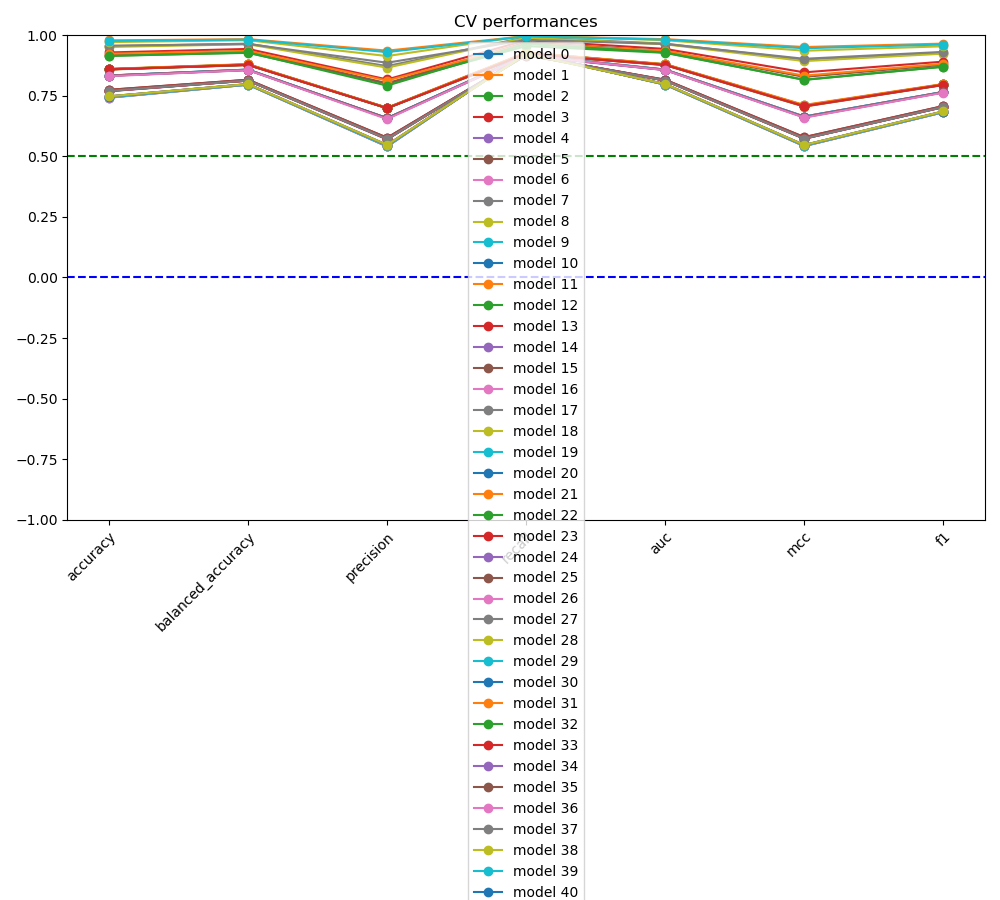 CV performances
1.00
0.75
0.50
0.25
0.00
−0.25
−0.50
−0.75
−1.00
accuracy
balanced_accuracy
precision
recall
auc
mcc
f1
model 0
model 1
model 2
model 3
model 4
model 5
model 6
model 7
model 8
model 9
model 10
model 11
model 12
model 13
model 14
model 15
model 16
model 17
model 18
model 19
model 20
model 21
model 22
model 23
model 24
model 25
model 26
model 27
model 28
model 29
model 30
model 31
model 32
model 33
model 34
model 35
model 36
model 37
model 38
model 39
model 40